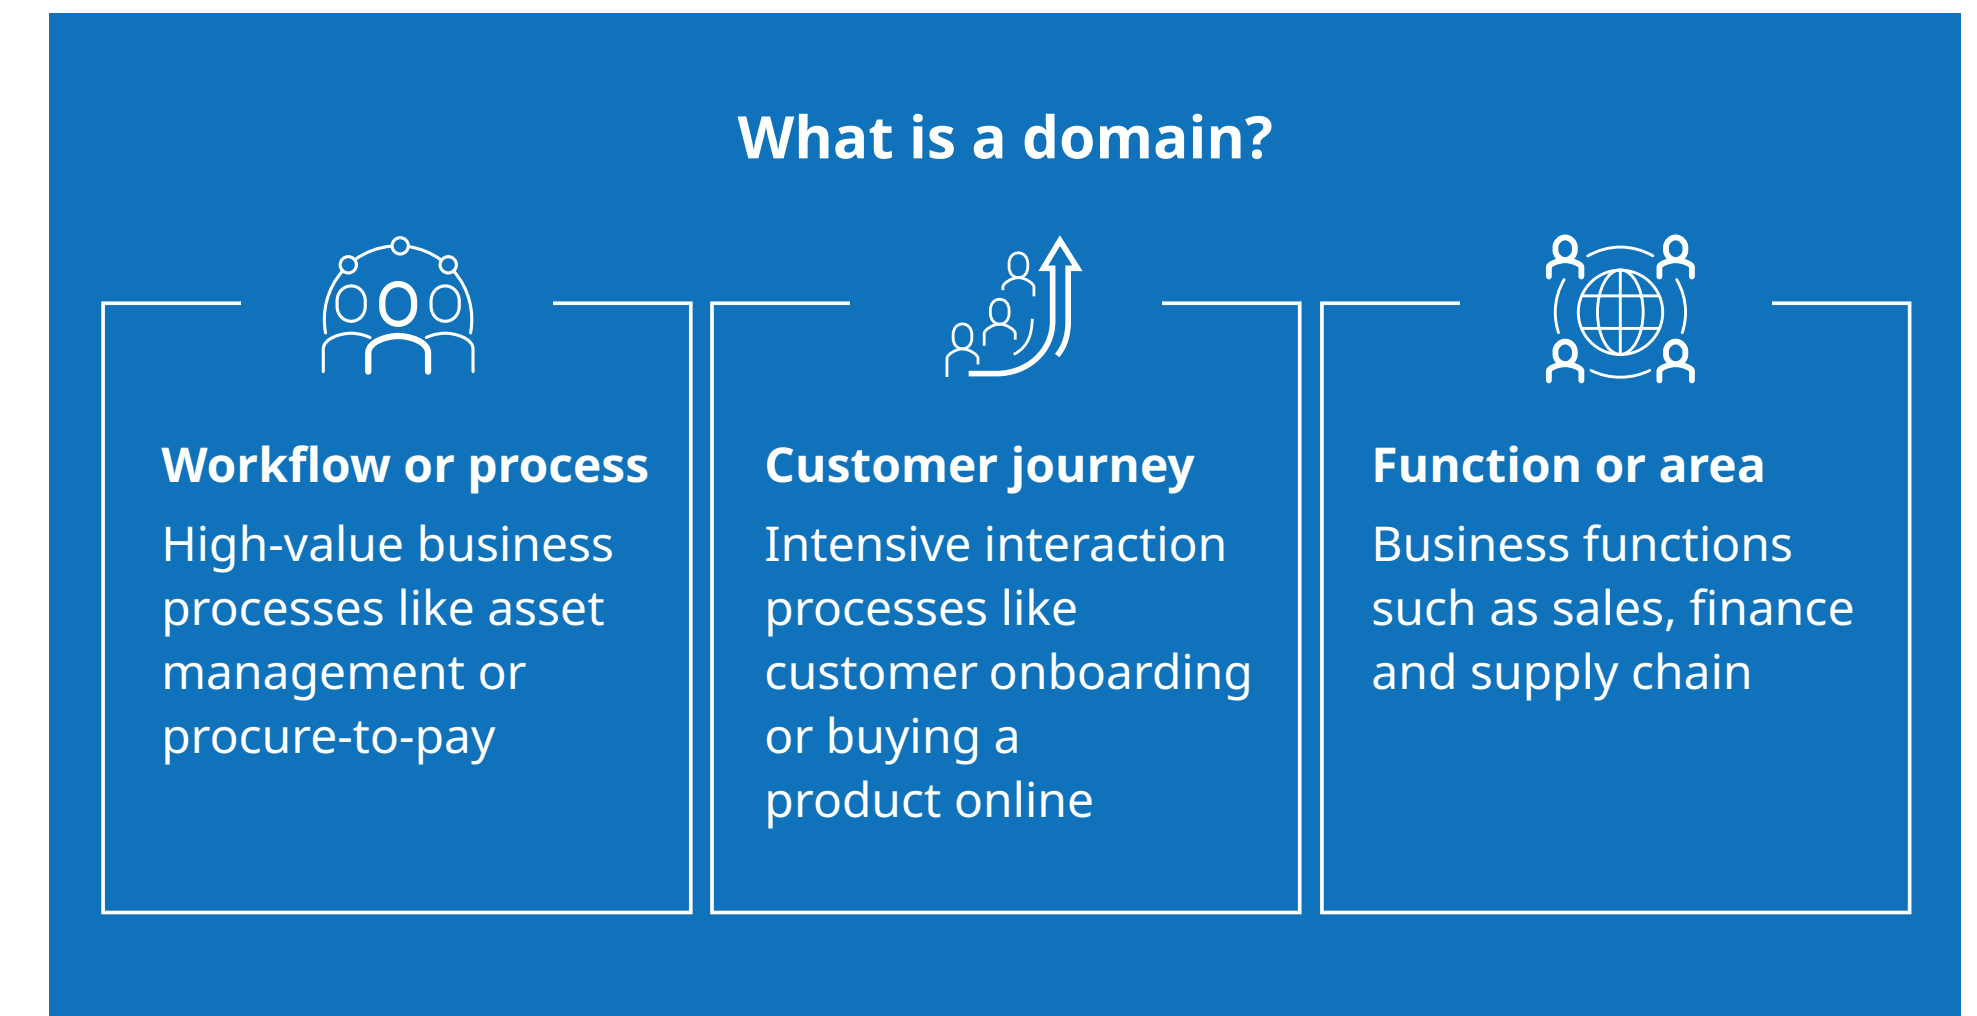 What is a domain?
Workflow or process
High-value business
processes like asset
management or
procure-to-pay
Customer journey
Intensive interaction
processes like
customer onboarding
or buying a
product online
Function or area
Business functions
such as sales, finance
and supply chain